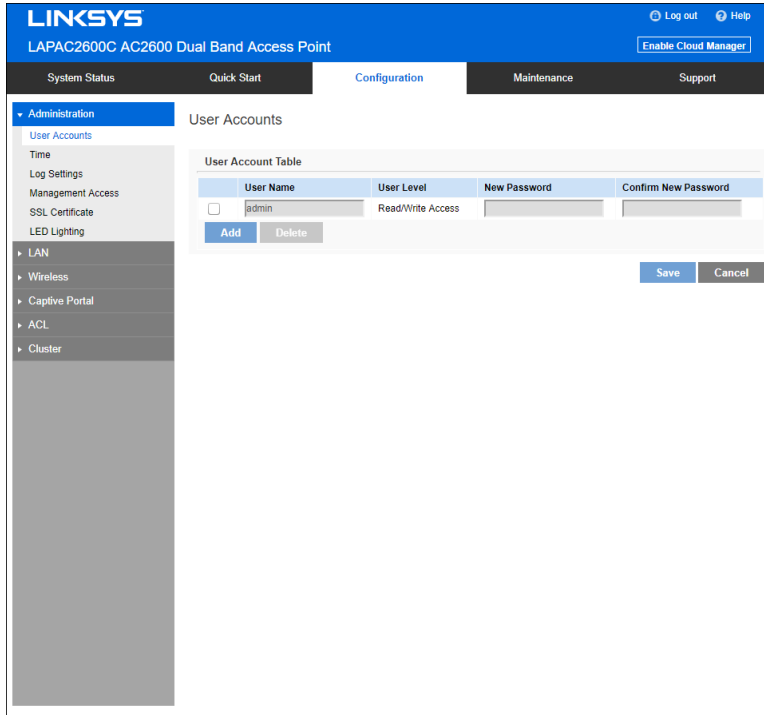 LINKSYS
Log out Help
LAPAC2600C AC2600 Dual Band Access Point
Enable Cloud Manager
System Status Quick Start Configuration Maintenance Support
Administration
User Accounts
Time
Log Settings
Management Access
SSL Certificate
LED Lighting
LAN
Wireless
Captive Portal
ACL
Cluster
User Accounts
User Account Table
User Name User Level New Password Confirm New Password
admin Read/Write Access
Add Delete
Save Cancel